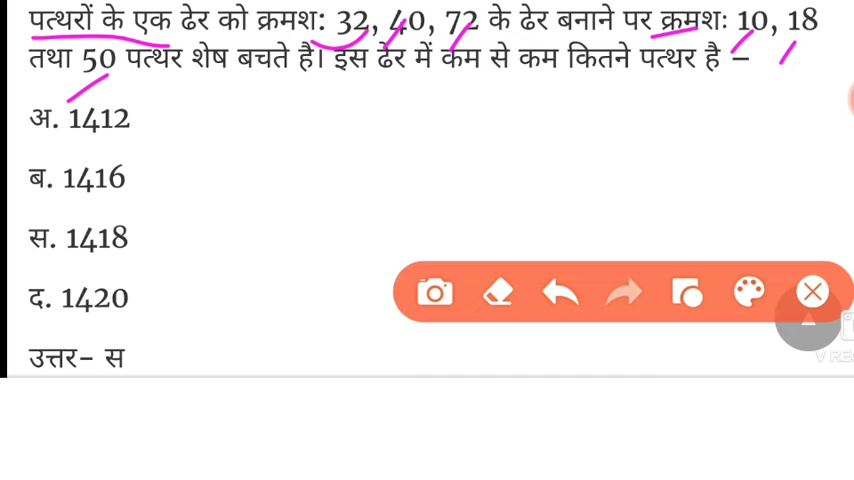 पत्थरों के एक ढेर को क्रमश: 32, 40, 72 के ढेर बनाने पर क्रमशः 10, 18
तथा 50 पत्थर शेष बचते है। इस ढेर में कम से कम कितने पत्थर है –
अ. 1412
ब. 1416
स. 1418
द. 1420
उत्तर- स
V RE